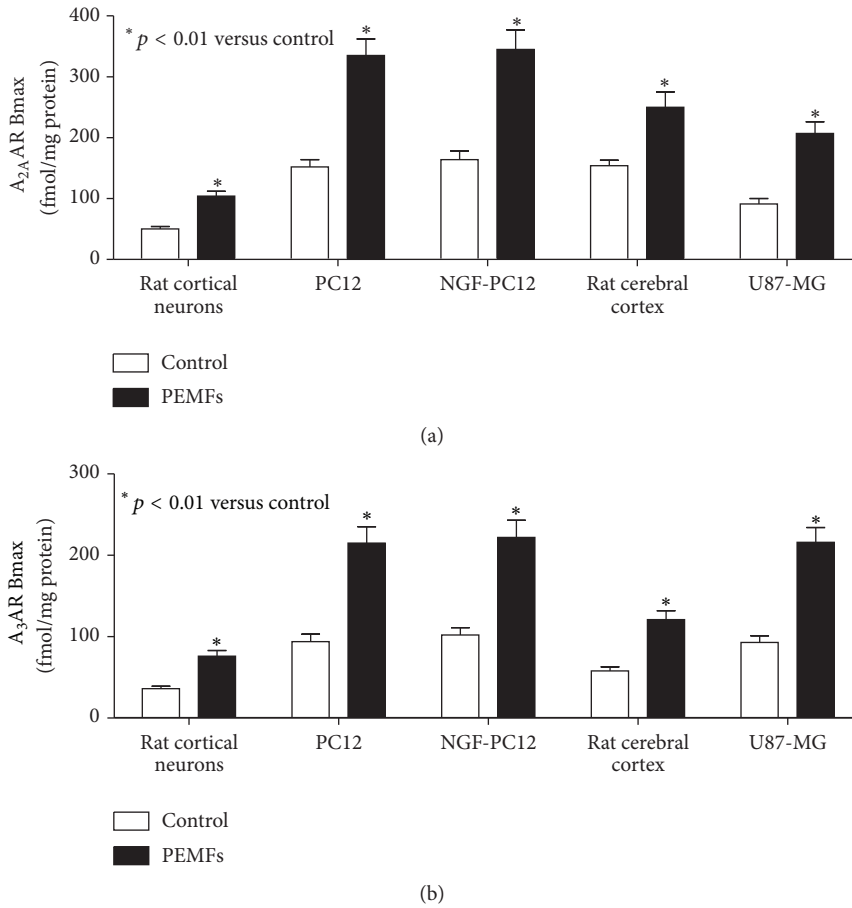 A2AAR Bmax
(fmol/mg protein)
400
300
200
100
0
* p < 0.01 versus control
*
*
*
*
*
Rat cortical
neurons
PC12
NGF-PC12
Rat cerebral
cortex
U87-MG
Control
PEMFs
(a)
A3AR Bmax
(fmol/mg protein)
300
200
100
0
* p < 0.01 versus control
*
*
*
*
*
Rat cortical
neurons
PC12
NGF-PC12
Rat cerebral
cortex
U87-MG
Control
PEMFs
(b)